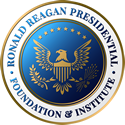 RONALD REAGAN PRESIDENTIAL
FOUNDATION & INSTITUTE